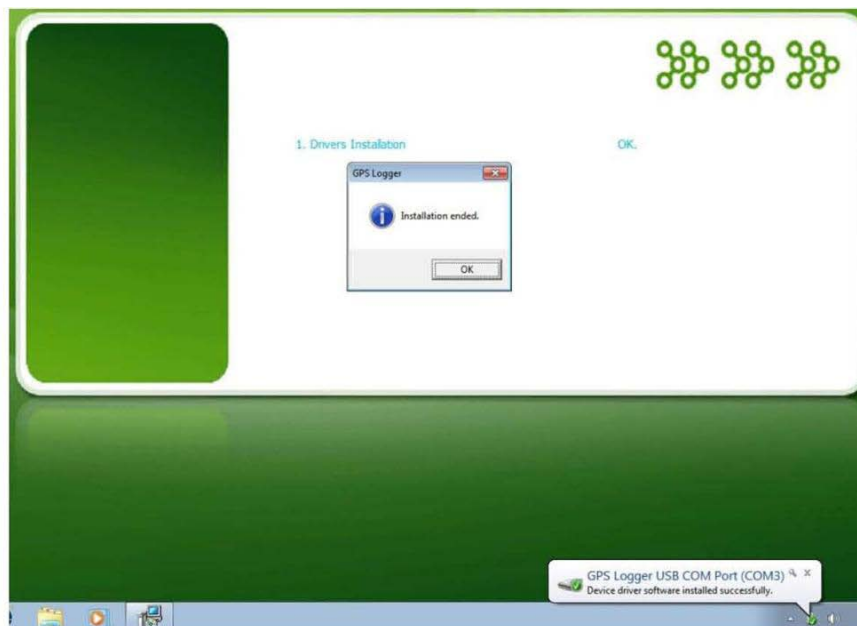 1. Drivers Installation OK.
GPS Logger
Installation ended.
OK
GPS Logger USB COM Port (COM3)
Device driver software installed successfully.